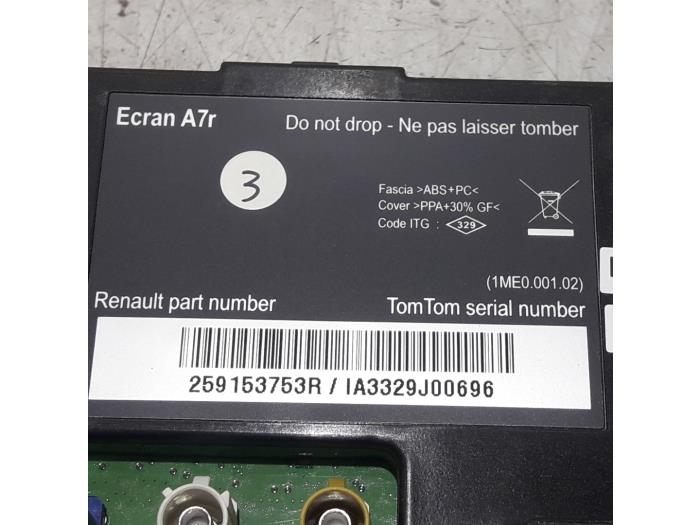 Ecran A7r
Do not drop - Ne pas laisser tomber
3
Fascia >ABS+PC<
Cover >PPA+30% GF<
Code ITG : 329
(1ME0.001.02)
Renault part number
TomTom serial number
259153753R / IA3329J00696